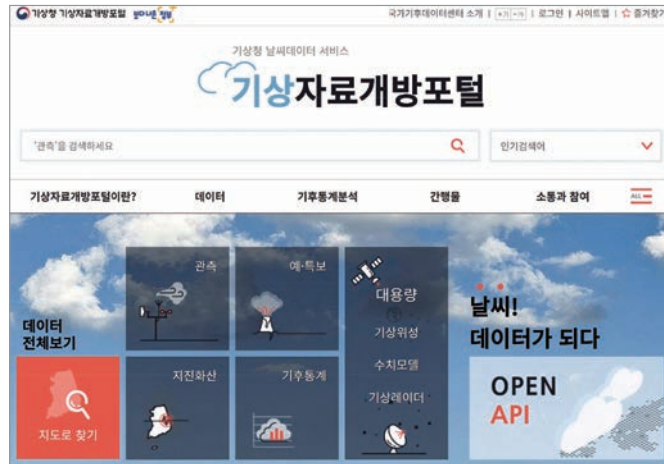 기상청 기상자료개방포털
국가기후데이터센터 소개 | 로그인 | 사이트맵 | 즐겨찾기
기상청 날씨데이터 서비스
기상자료개방포털
'관측'을 검색하세요
인기검색어
기상자료개방포털이란? 데이터 기후통계분석 간행물 소통과 참여 ALL
데이터
전체보기
관측
예·특보
대용량
기상위성
수치모델
기상레이더
지도로 찾기
지진화산
기후통계
날씨!
데이터가 되다
OPEN
API